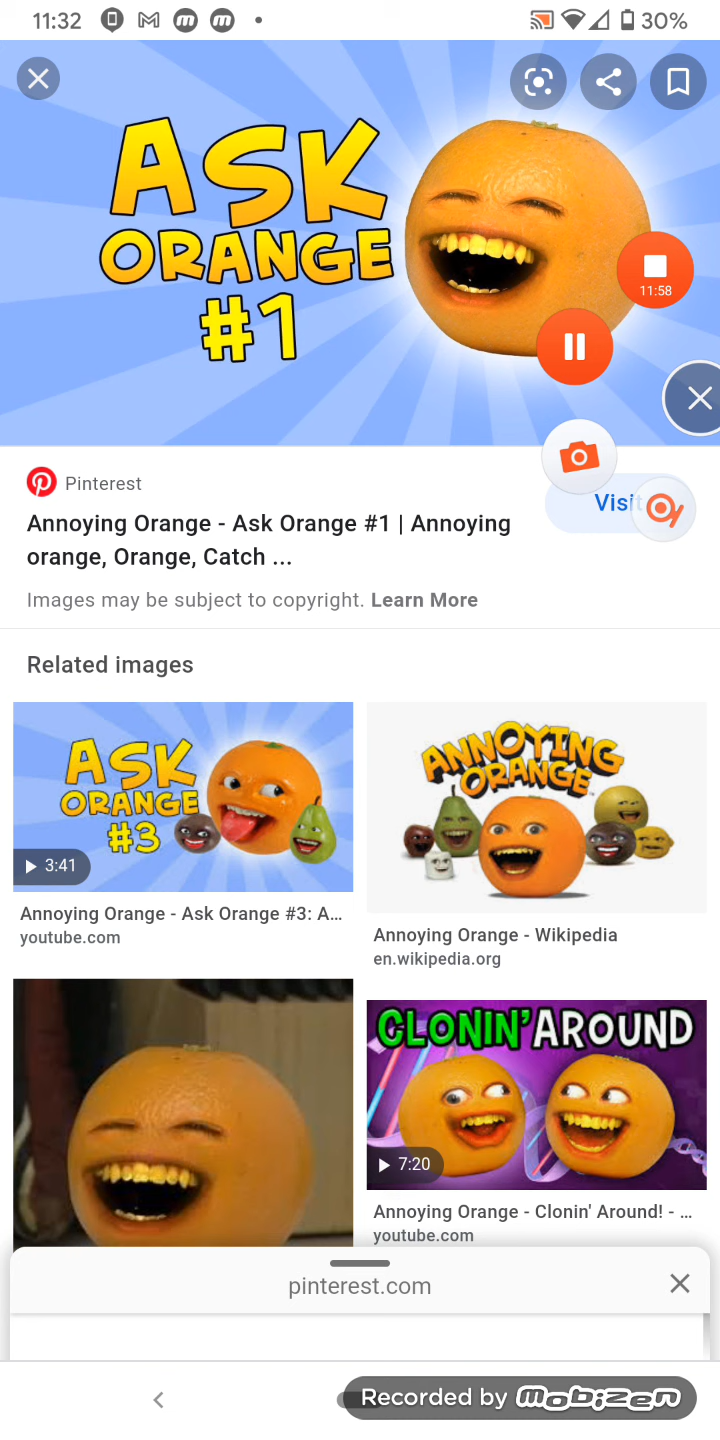 11:32
30%
ASK
ORANGE
#1
11:58
Pinterest
Visit
Annoying Orange - Ask Orange #1 | Annoying
orange, Orange, Catch ...
Images may be subject to copyright. Learn More
Related images
ASK
ORANGE
#3
3:41
Annoying Orange - Ask Orange #3: A...
youtube.com
ANNOYING
ORANGE
Annoying Orange - Wikipedia
en.wikipedia.org
CLONIN' AROUND
7:20
Annoying Orange - Clonin' Around! - ...
youtube.com
pinterest.com
Recorded by mobizen